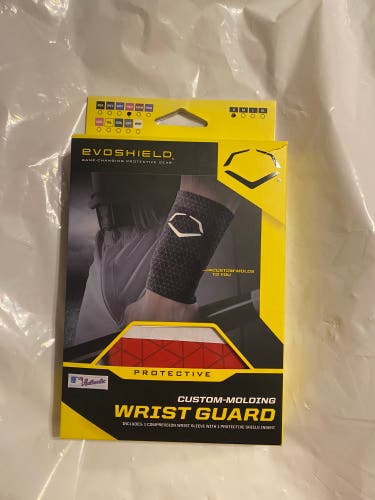 EVOSHIELD
GAME-CHANGING PROTECTIVE GEAR
CUSTOM-MOLDS
TO YOU
PROTECTIVE
Authentic
CUSTOM-MOLDING
WRIST GUARD
INCLUDES: 1 COMPRESSION WRIST SLEEVE WITH 1 PROTECTIVE SHIELD INSERT